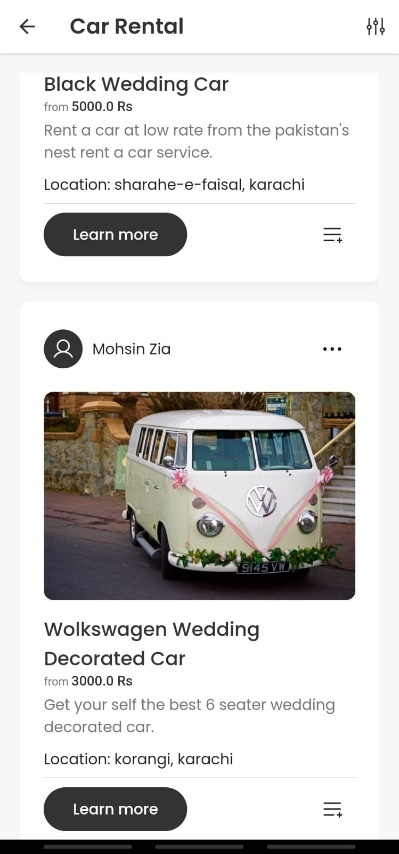 Car Rental
Black Wedding Car
from 5000.0 Rs
Rent a car at low rate from the pakistan's
nest rent a car service.
Location: sharahe-e-faisal, karachi
Learn more
Mohsin Zia
9145 VW
Wolkswagen Wedding
Decorated Car
from 3000.0 Rs
Get your self the best 6 seater wedding
decorated car.
Location: korangi, karachi
Learn more